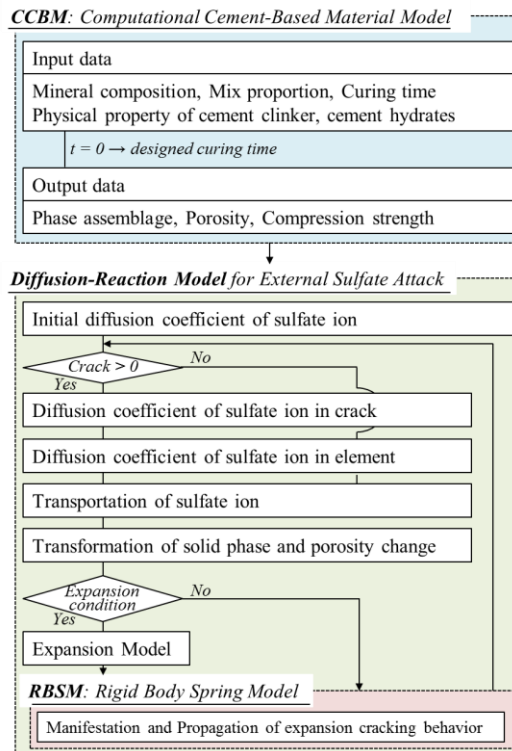 CCBM: Computational Cement-Based Material Model
Input data
Mineral composition, Mix proportion, Curing time
Physical property of cement clinker, cement hydrates
t = 0 → designed curing time
Output data
Phase assemblage, Porosity, Compression strength
Diffusion-Reaction Model for External Sulfate Attack
Initial diffusion coefficient of sulfate ion
Crack > 0
No
Yes
Diffusion coefficient of sulfate ion in crack
Diffusion coefficient of sulfate ion in element
Transportation of sulfate ion
Transformation of solid phase and porosity change
Expansion
condition
No
Yes
Expansion Model
RBSM: Rigid Body Spring Model
Manifestation and Propagation of expansion cracking behavior